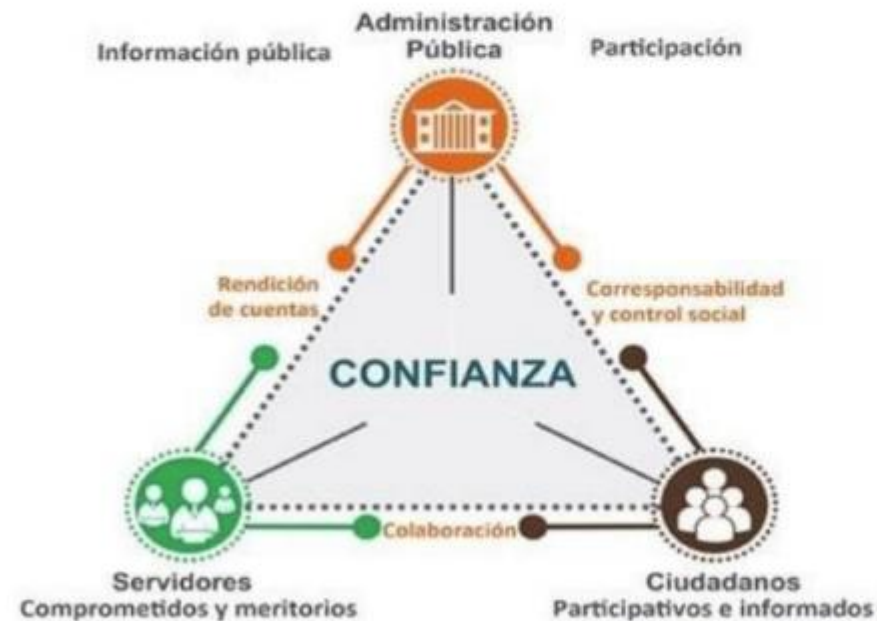 Administración
Pública
Información pública
Participación
Rendición
de cuentas
Corresponsabilidad
y control social
CONFIANZA
Colaboración
Servidores
Comprometidos y meritorios
Ciudadanos
Participativos e informados